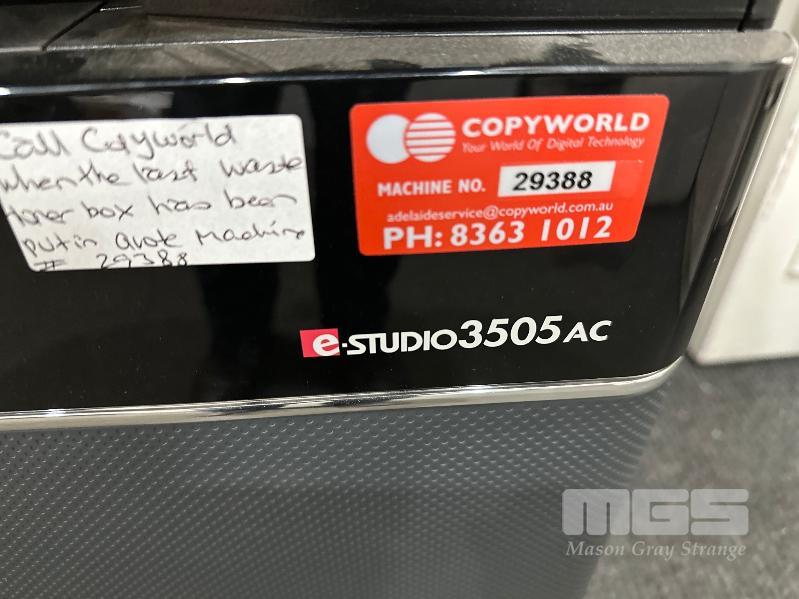 Call Copyworld
when the last waste
toner box has been
put in quote machine
# 29388
COPYWORLD
Your World Of Digital Technology
MACHINE NO. 29388
adelaideservice@copyworld.com.au
PH: 8363 1012
e-STUDIO3505AC
MGS
Mason Gray Strange